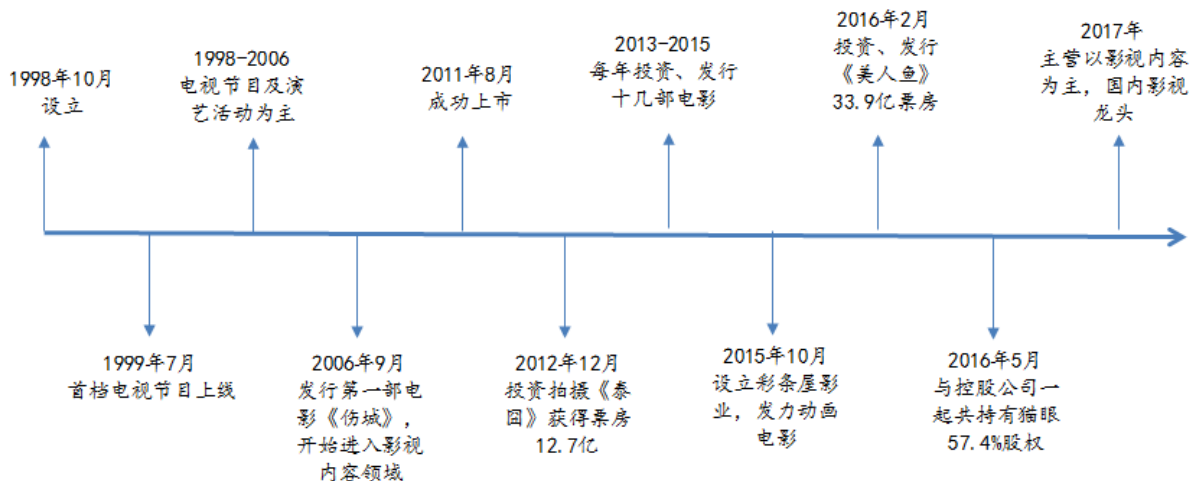 1998年10月
设立
1998-2006
电视节目及演
艺活动为主
2011年8月
成功上市
2013-2015
每年投资、发行
十几部电影
2016年2月
投资、发行
《美人鱼》
33.9亿票房
2017年
主营以影视内容
为主，国内影视
龙头
1999年7月
首档电视节目上线
2006年9月
发行第一部电
影《伤城》，
开始进入影视
内容领域
2012年12月
投资拍摄《泰
囧》获得票房
12.7亿
2015年10月
设立彩条屋影
业，发力动画
电影
2016年5月
与控股公司一
起共持有猫眼
57.4%股权